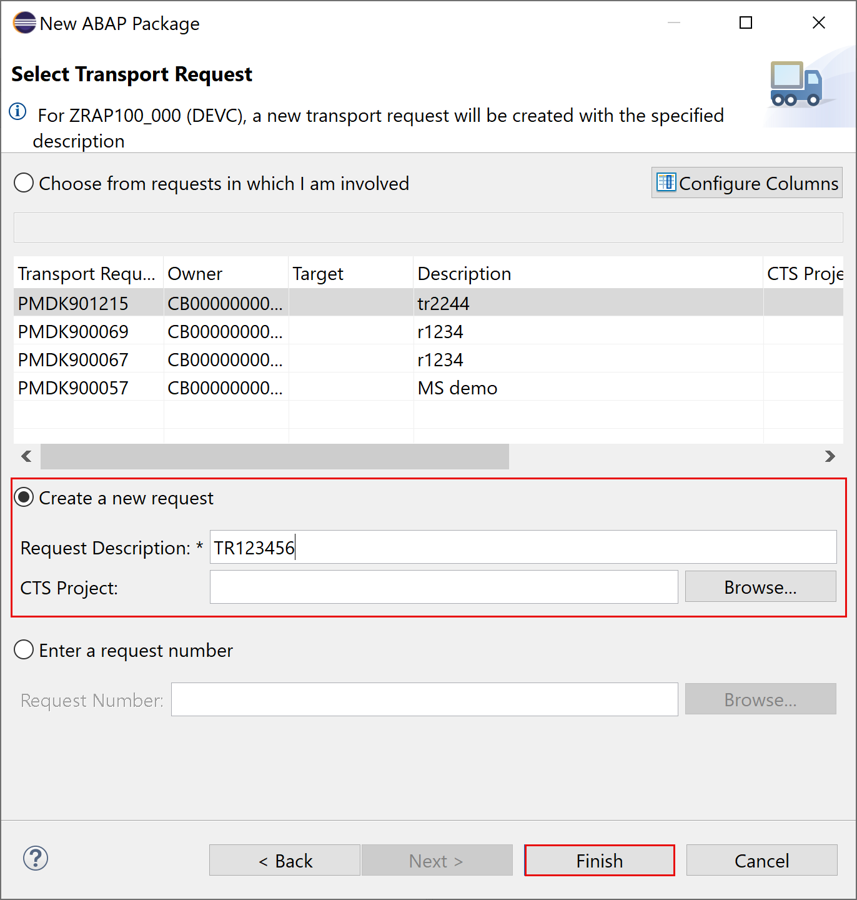 New ABAP Package
Select Transport Request
For ZRAP100_000 (DEVC), a new transport request will be created with the specified
description
Choose from requests in which I am involved
Configure Columns
Transport Requ... Owner Target Description CTS Proje
PMDK901215 CB00000000... tr2244
PMDK900069 CB00000000... r1234
PMDK900067 CB00000000... r1234
PMDK900057 CB00000000... MS demo
Create a new request
Request Description: * TR123456
CTS Project: Browse...
Enter a request number
Request Number: Browse...
? < Back Next > Finish Cancel